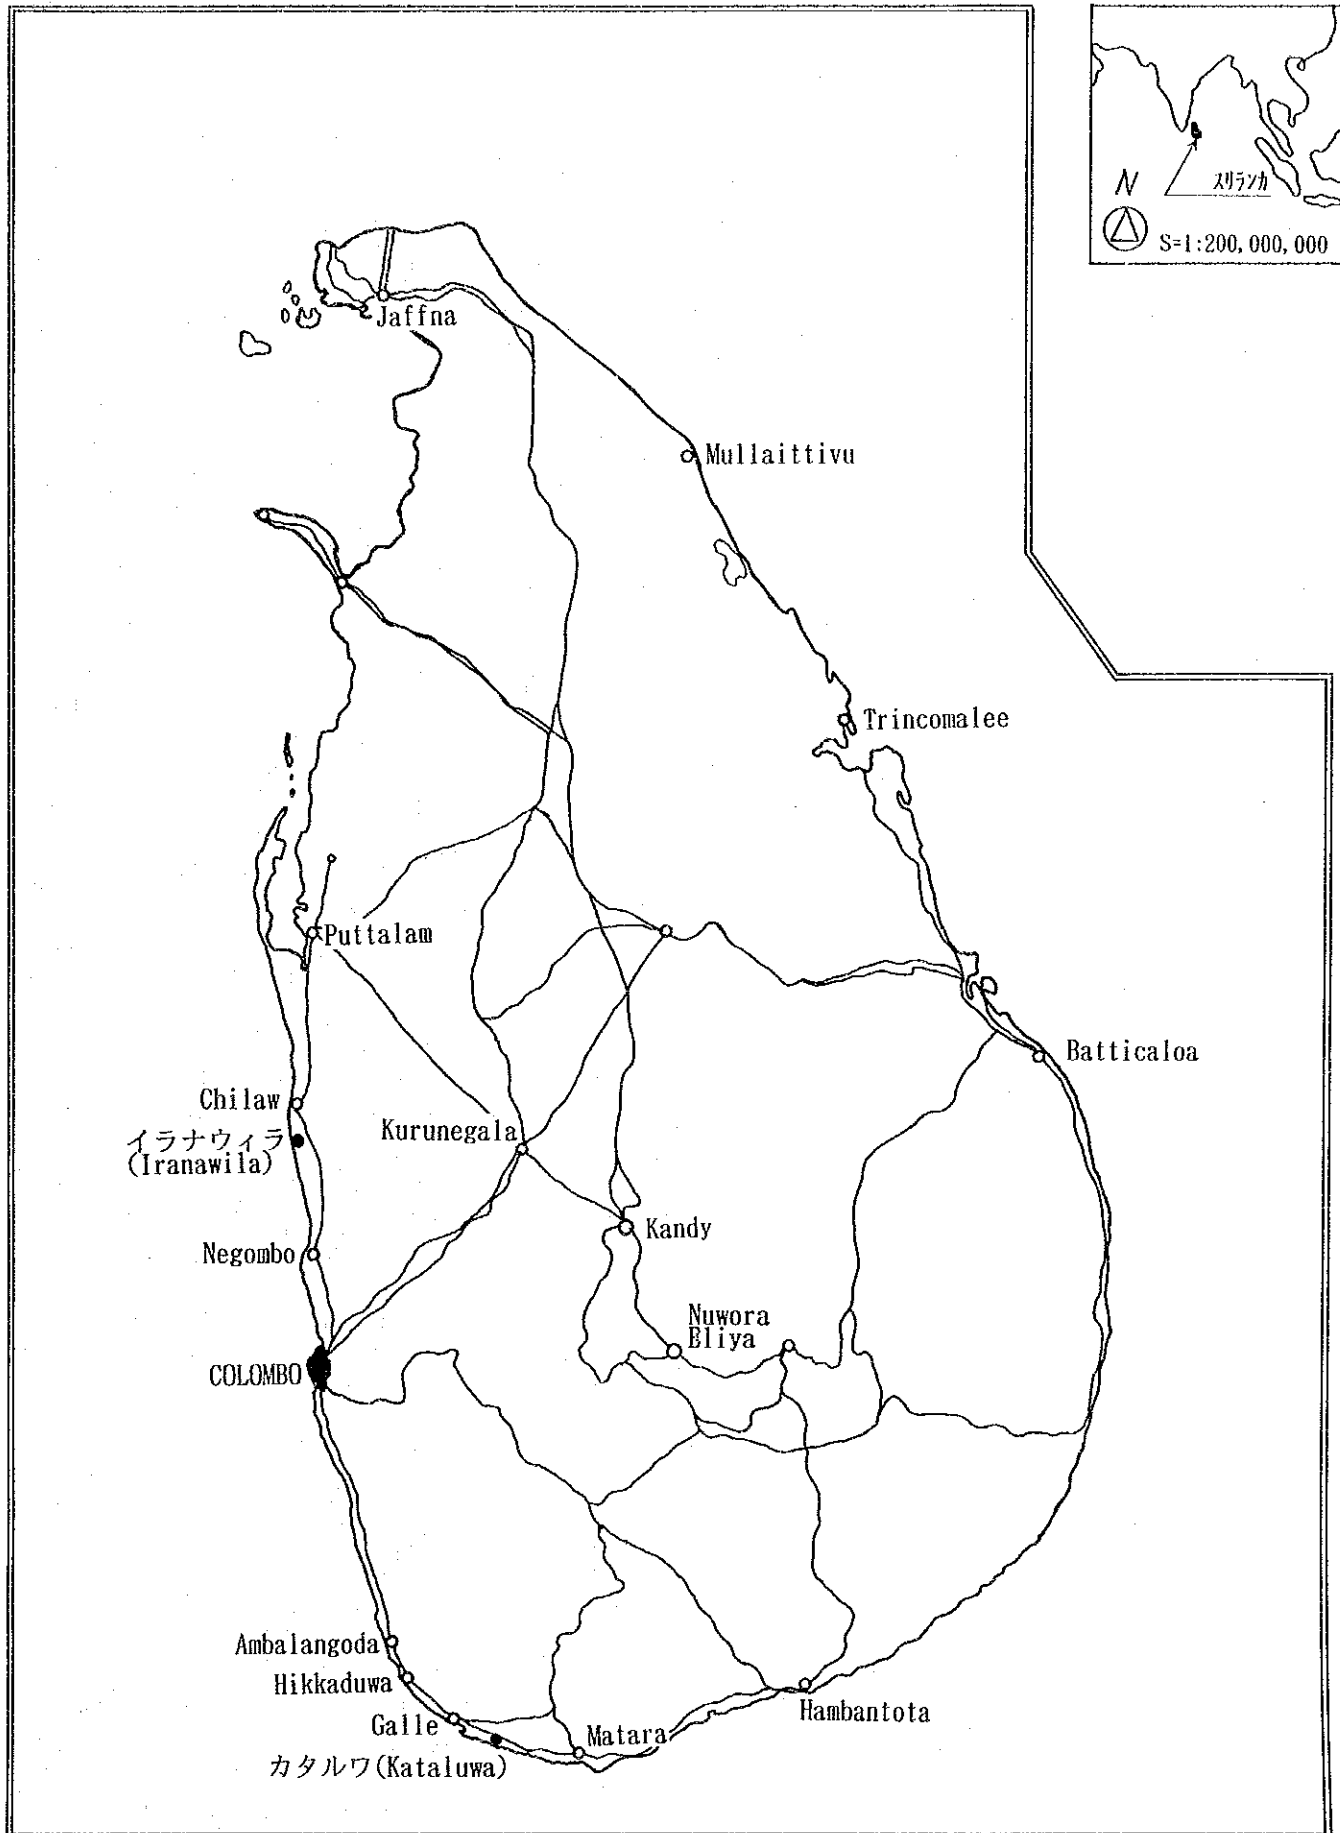 N
スリランカ
S=1:200,000,000
Jaffna
Mullaittivu
Trincomalee
Puttalam
Batticaloa
Chilaw
イラナウィラ
(Iranawila)
Kurunegala
Kandy
Negombo
Nuwora
Eliya
COLOMBO
Ambalangoda
Hikkaduwa
Galle
Hambantota
Matara
カタルワ(Kataluwa)